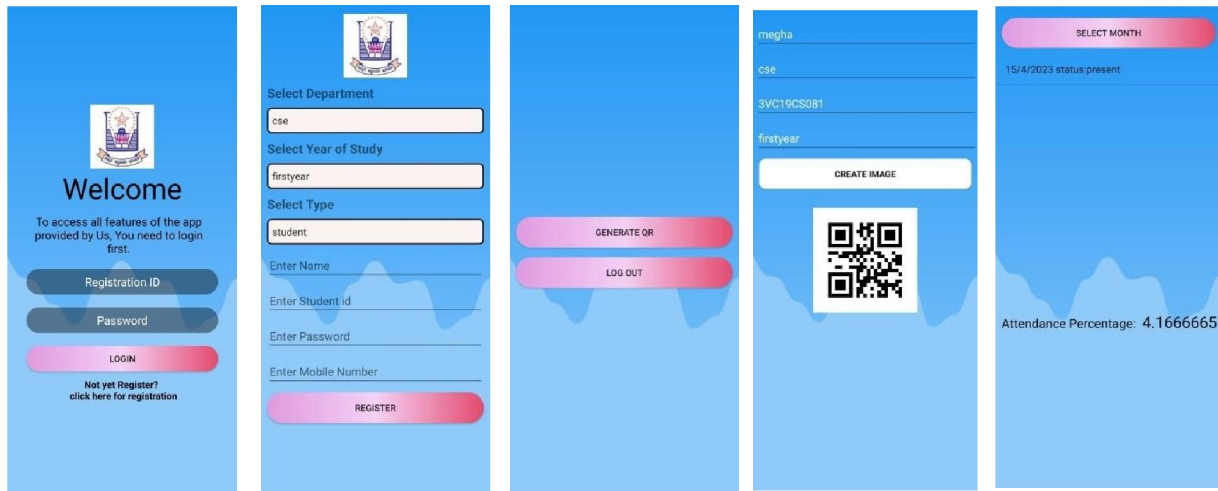 Welcome
To access all features of the app
provided by Us, You need to login
first.
Registration ID
Password
LOGIN
Not yet Register?
click here for registration
Select Department
cse
Select Year of Study
firstyear
Select Type
student
Enter Name
Enter Student id
Enter Password
Enter Mobile Number
REGISTER
GENERATE QR
LOG OUT
megha
cse
3VC19CS081
firstyear
CREATE IMAGE
SELECT MONTH
15/4/2023 status:present
Attendance Percentage: 4.1666665